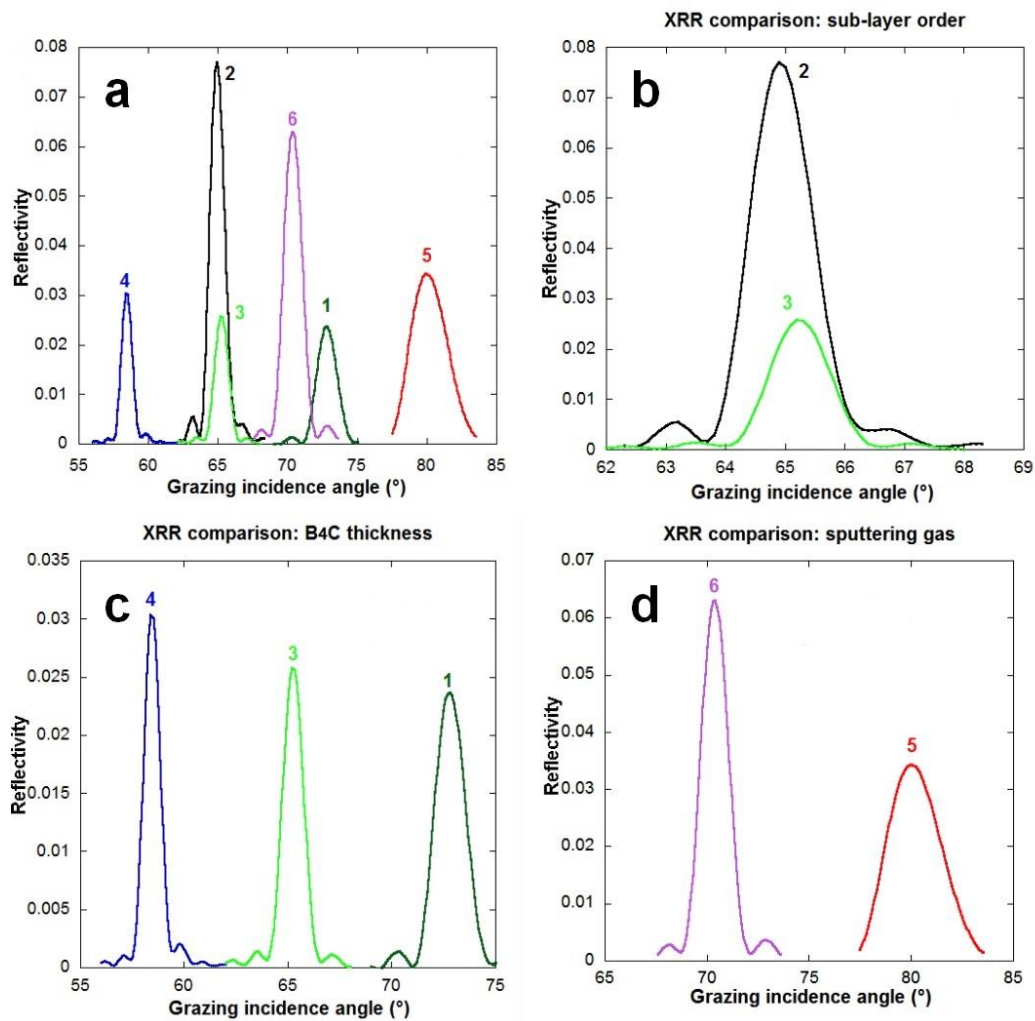 a
0.08
0.07
0.06
0.05
0.04
0.03
0.02
0.01
0
Reflectivity
2
6
4
3
1
5
55 60 65 70 75 80 85
Grazing incidence angle (°)
XRR comparison: sub-layer order
b
0.08
0.07
0.06
0.05
0.04
0.03
0.02
0.01
0
Reflectivity
2
3
62 63 64 65 66 67 68 69
Grazing incidence angle (°)
XRR comparison: B4C thickness
c
0.035
0.03
0.025
0.02
0.015
0.01
0.005
0
Reflectivity
4
3
1
55 60 65 70 75
Grazing incidence angle (°)
XRR comparison: sputtering gas
d
0.07
0.06
0.05
0.04
0.03
0.02
0.01
0
Reflectivity
6
5
65 70 75 80 85
Grazing incidence angle (°)